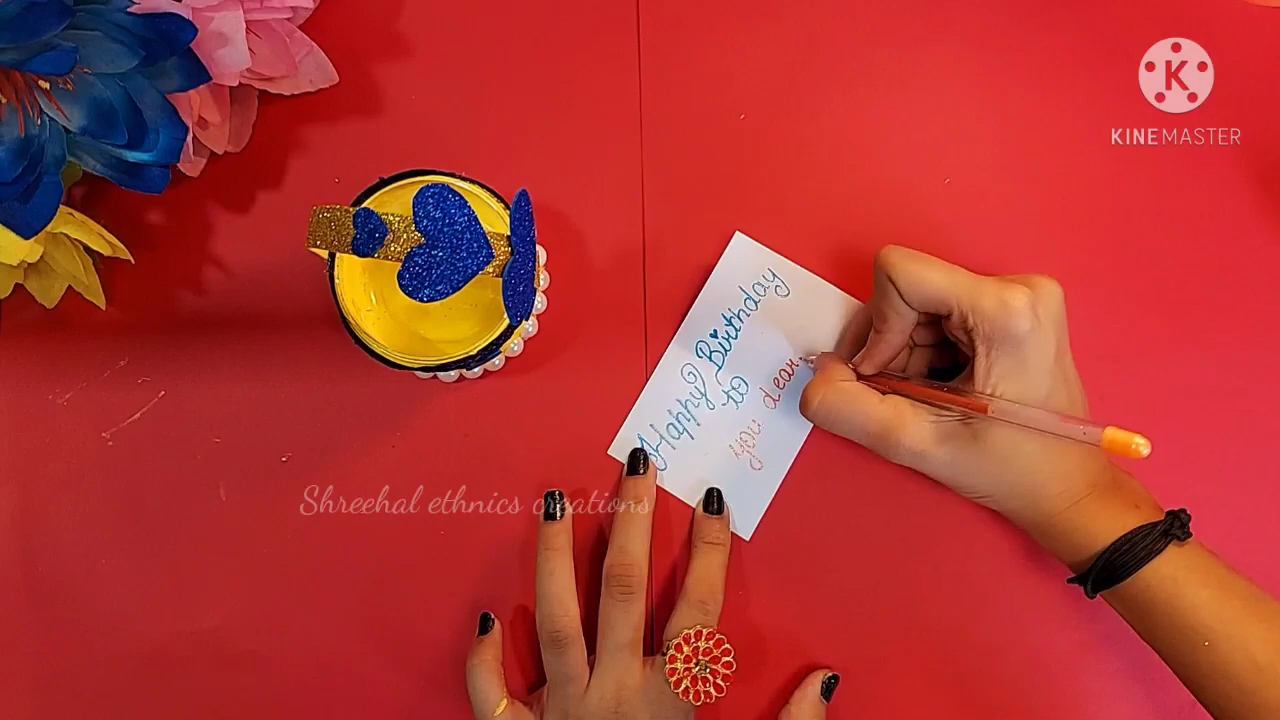 K
KINEMASTER
Happy Birthday
to
you dear
Shreehal ethnics creations